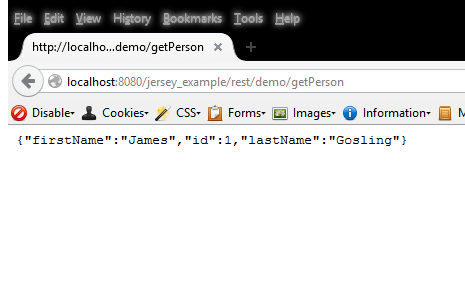 File Edit View History Bookmarks Tools Help
http://localho...demo/getPerson × +
localhost:8080/jersey_example/rest/demo/getPerson
Disable▾ Cookies▾ CSS▾ Forms▾ Images▾ Information▾ M
{"firstName":"James","id":1,"lastName":"Gosling"}